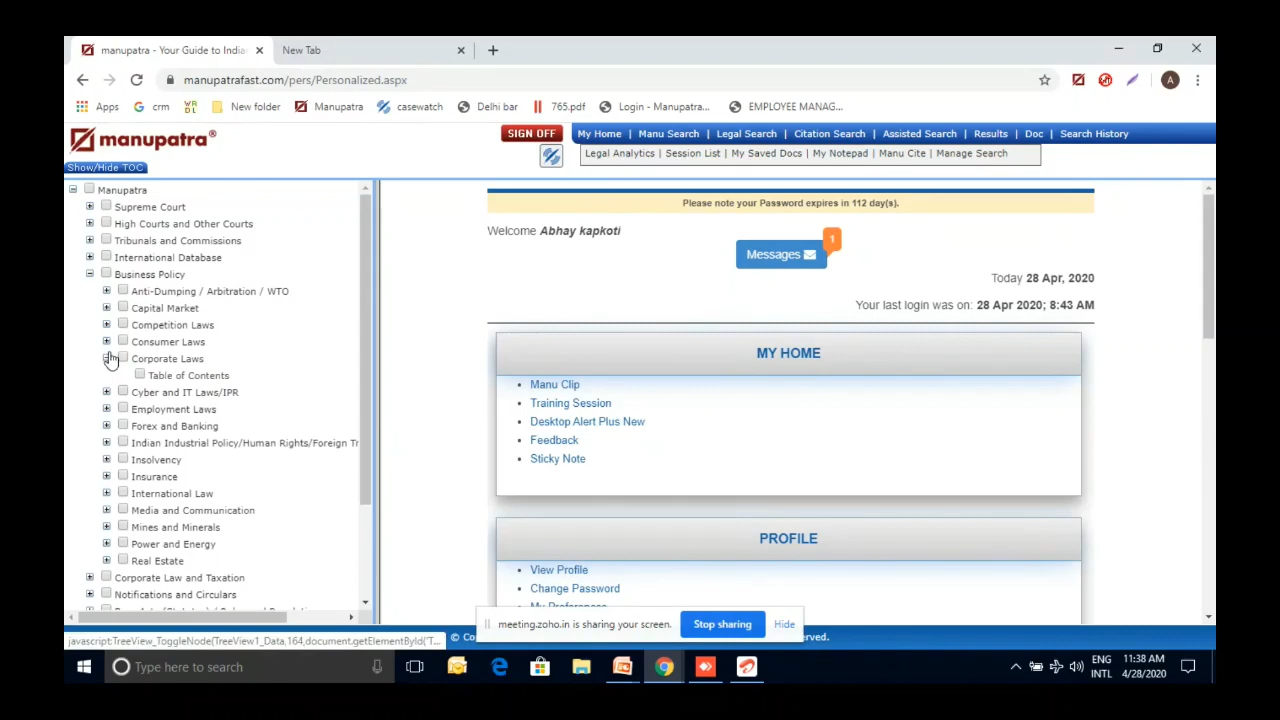 manupatra - Your Guide to India
New Tab
manupatrafast.com/pers/Personalized.aspx
A
Apps
crm
New folder
Manupatra
casewatch
Delhi bar
765.pdf
Login - Manupatra...
EMPLOYEE MANAG...
manupatra®
SIGN OFF
My Home | Manu Search | Legal Search | Citation Search | Assisted Search | Results | Doc | Search History
Legal Analytics | Session List | My Saved Docs | My Notepad | Manu Cite | Manage Search
Show/Hide TOC
Manupatra
Supreme Court
High Courts and Other Courts
Tribunals and Commissions
International Database
Business Policy
Anti-Dumping / Arbitration / WTO
Capital Market
Competition Laws
Consumer Laws
Corporate Laws
Table of Contents
Cyber and IT Laws/IPR
Employment Laws
Forex and Banking
Indian Industrial Policy/Human Rights/Foreign Tr
Insolvency
Insurance
International Law
Media and Communication
Mines and Minerals
Power and Energy
Real Estate
Corporate Law and Taxation
Notifications and Circulars
Please note your Password expires in 112 day(s).
Welcome Abhay kapkoti
Messages
1
Today 28 Apr, 2020
Your last login was on: 28 Apr 2020; 8:43 AM
MY HOME
Manu Clip
Training Session
Desktop Alert Plus New
Feedback
Sticky Note
PROFILE
View Profile
Change Password
My Preferences
meeting.zoho.in is sharing your screen.
Stop sharing
Hide
javascript:TreeView_ToggleNode(TreeView1_Data,164,document.getElementById('T...
© Co
rved.
Type here to search
ENG
INTL
11:38 AM
4/28/2020